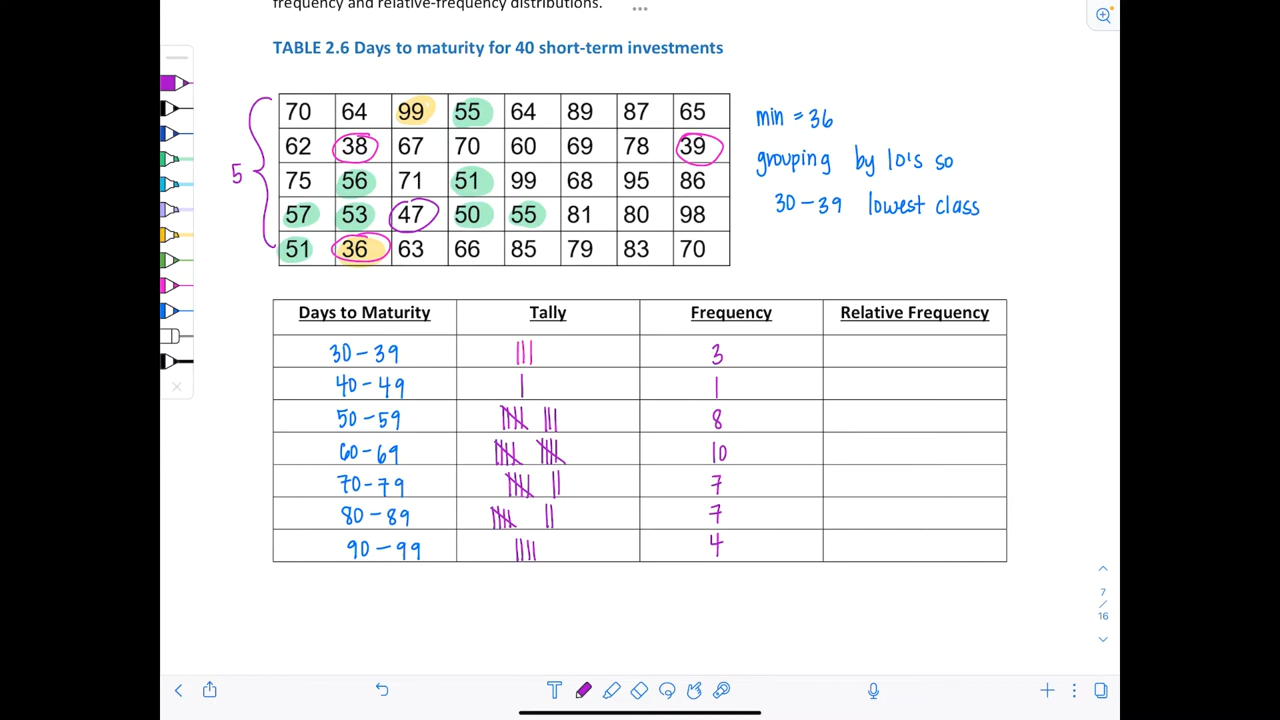 frequency and relative-frequency distributions.
TABLE 2.6 Days to maturity for 40 short-term investments
70 64 99 55 64 89 87 65
62 38 67 70 60 69 78 39
75 56 71 51 99 68 95 86
57 53 47 50 55 81 80 98
51 36 63 66 85 79 83 70
5
min = 36
grouping by 10's so
30-39 lowest class
Days to Maturity Tally Frequency Relative Frequency
30-39 ||| 3
40-49 | 1
50-59 |||| ||| 8
60-69 |||| |||| 10
70-79 |||| || 7
80-89 |||| || 7
90-99 |||| 4
7
/
16
T